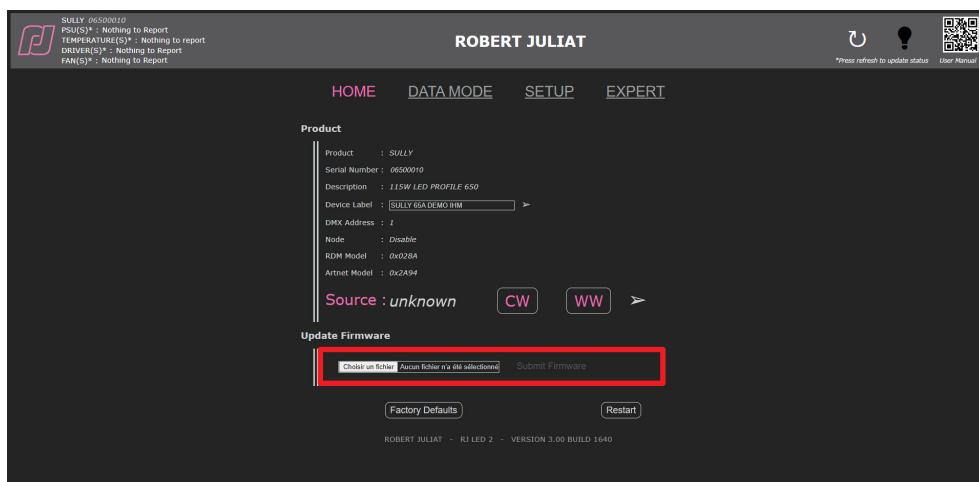 SULLY 06500010
PSU(S)* : Nothing to Report
TEMPERATURE(S)* : Nothing to report
DRIVER(S)* : Nothing to Report
FAN(S)* : Nothing to Report
ROBERT JULIAT
*Press refresh to update status
User Manual
HOME DATA MODE SETUP EXPERT
Product
Product : SULLY
Serial Number : 06500010
Description : 115W LED PROFILE 650
Device Label : SULLY 65A DEMO IHM
DMX Address : 1
Node : Disable
RDM Model : 0x028A
Artnet Model : 0x2A94
Source : unknown CW WW
Update Firmware
Choisir un fichier Aucun fichier n'a été sélectionné Submit Firmware
Factory Defaults Restart
ROBERT JULIAT - RJ LED 2 - VERSION 3.00 BUILD 1640